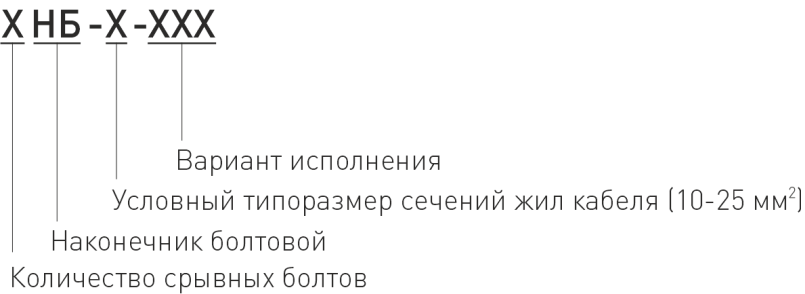 Х НБ - Х - ХХХ
Вариант исполнения
Условный типоразмер сечений жил кабеля (10-25 мм²)
Наконечник болтовой
Количество срывных болтов